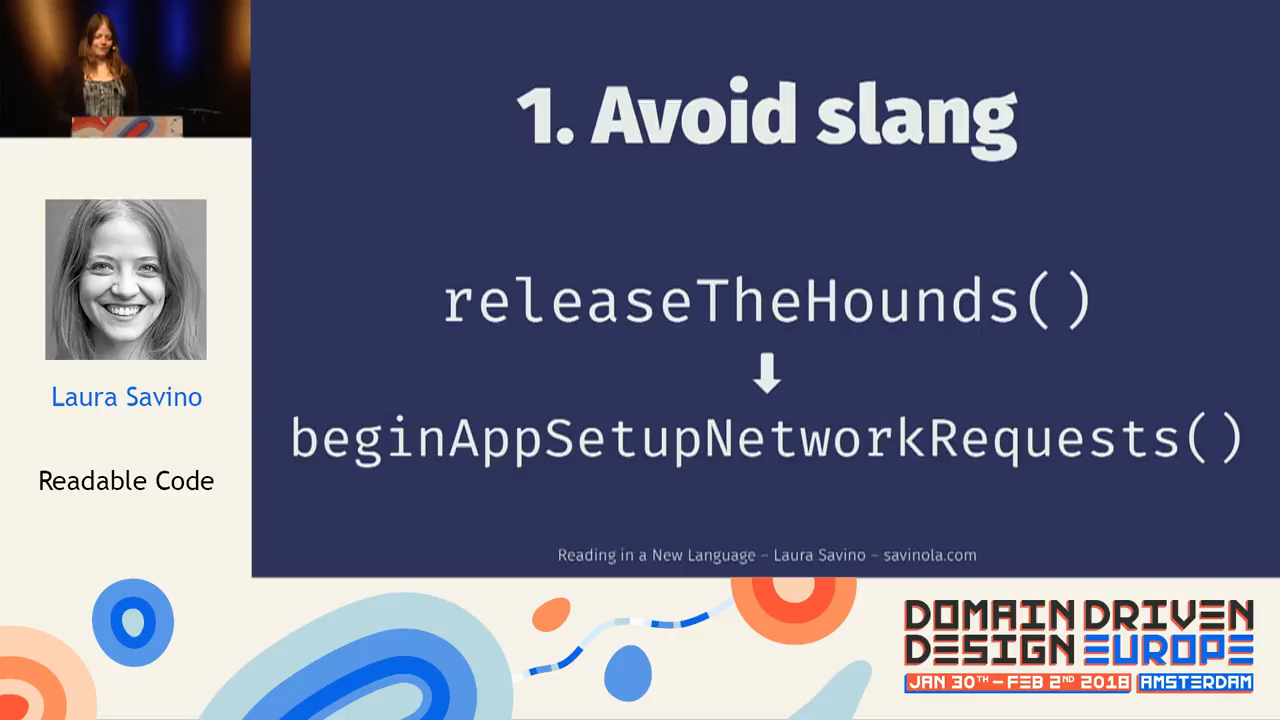 1. Avoid slang
releaseTheHounds()
beginAppSetupNetworkRequests()
Reading in a New Language – Laura Savino – savinola.com
Laura Savino
Readable Code
DOMAIN DRIVEN
DESIGN EUROPE
JAN 30TH – FEB 2ND 2018 AMSTERDAM